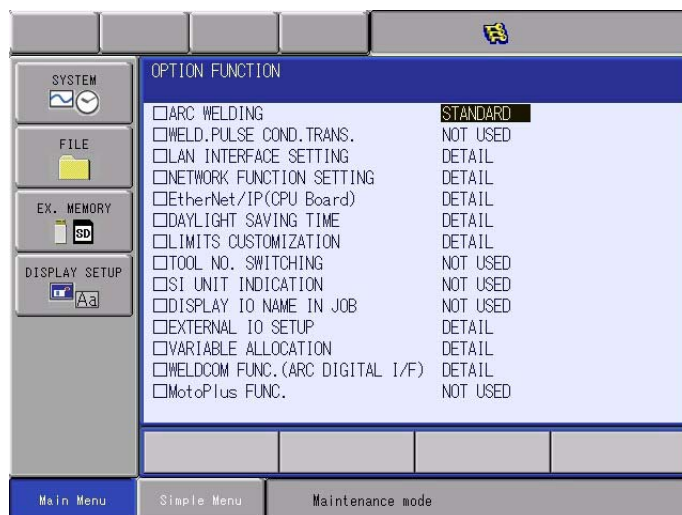 SYSTEM
FILE
EX. MEMORY
SD
DISPLAY SETUP
Aa
OPTION FUNCTION
□ARC WELDING STANDARD
□WELD.PULSE COND.TRANS. NOT USED
□LAN INTERFACE SETTING DETAIL
□NETWORK FUNCTION SETTING DETAIL
□EtherNet/IP(CPU Board) DETAIL
□DAYLIGHT SAVING TIME DETAIL
□LIMITS CUSTOMIZATION DETAIL
□TOOL NO. SWITCHING NOT USED
□SI UNIT INDICATION NOT USED
□DISPLAY IO NAME IN JOB NOT USED
□EXTERNAL IO SETUP DETAIL
□VARIABLE ALLOCATION DETAIL
□WELDCOM FUNC.(ARC DIGITAL I/F) DETAIL
□MotoPlus FUNC. NOT USED
Main Menu Simple Menu Maintenance mode